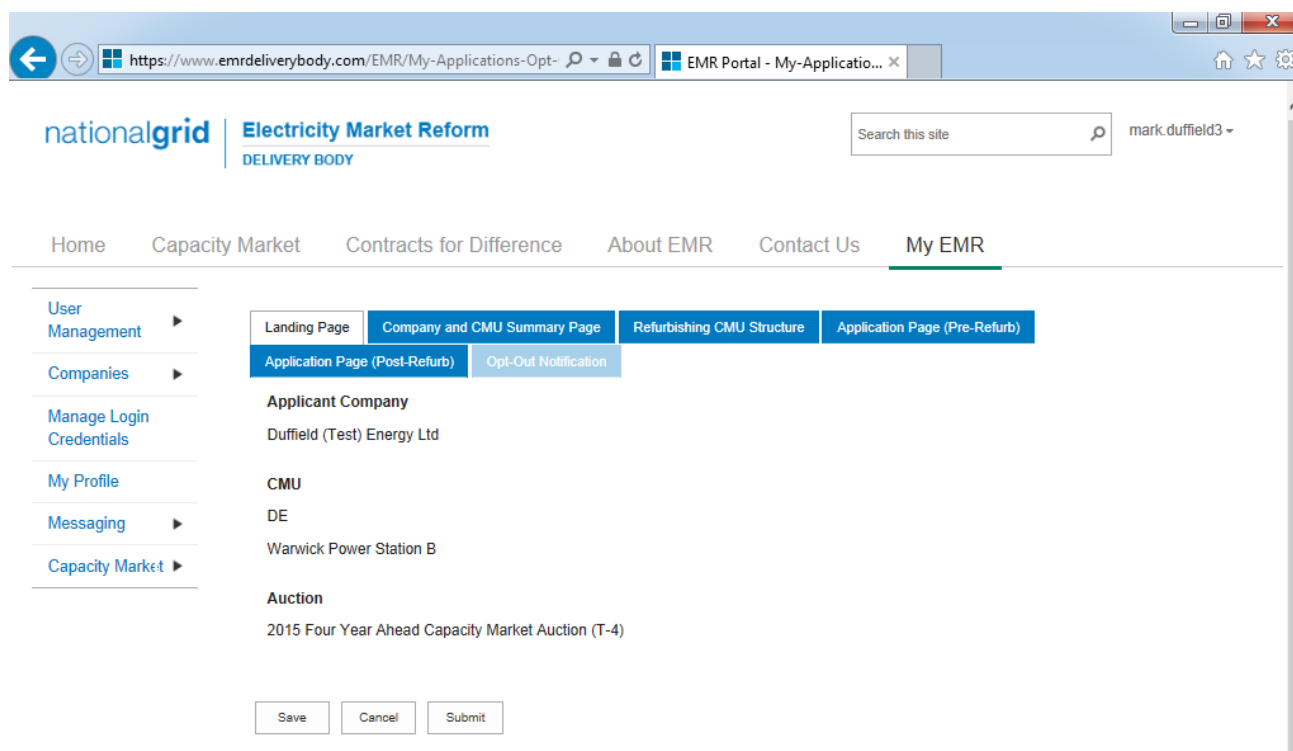 https://www.emrdeliverybody.com/EMR/My-Applications-Opt-
EMR Portal - My-Applicatio...
nationalgrid
Electricity Market Reform
DELIVERY BODY
Search this site
mark.duffield3
Home Capacity Market Contracts for Difference About EMR Contact Us My EMR
User
Management
Companies
Manage Login
Credentials
My Profile
Messaging
Capacity Market
Landing Page Company and CMU Summary Page Refurbishing CMU Structure Application Page (Pre-Refurb)
Application Page (Post-Refurb) Opt-Out Notification
Applicant Company
Duffield (Test) Energy Ltd
CMU
DE
Warwick Power Station B
Auction
2015 Four Year Ahead Capacity Market Auction (T-4)
Save Cancel Submit